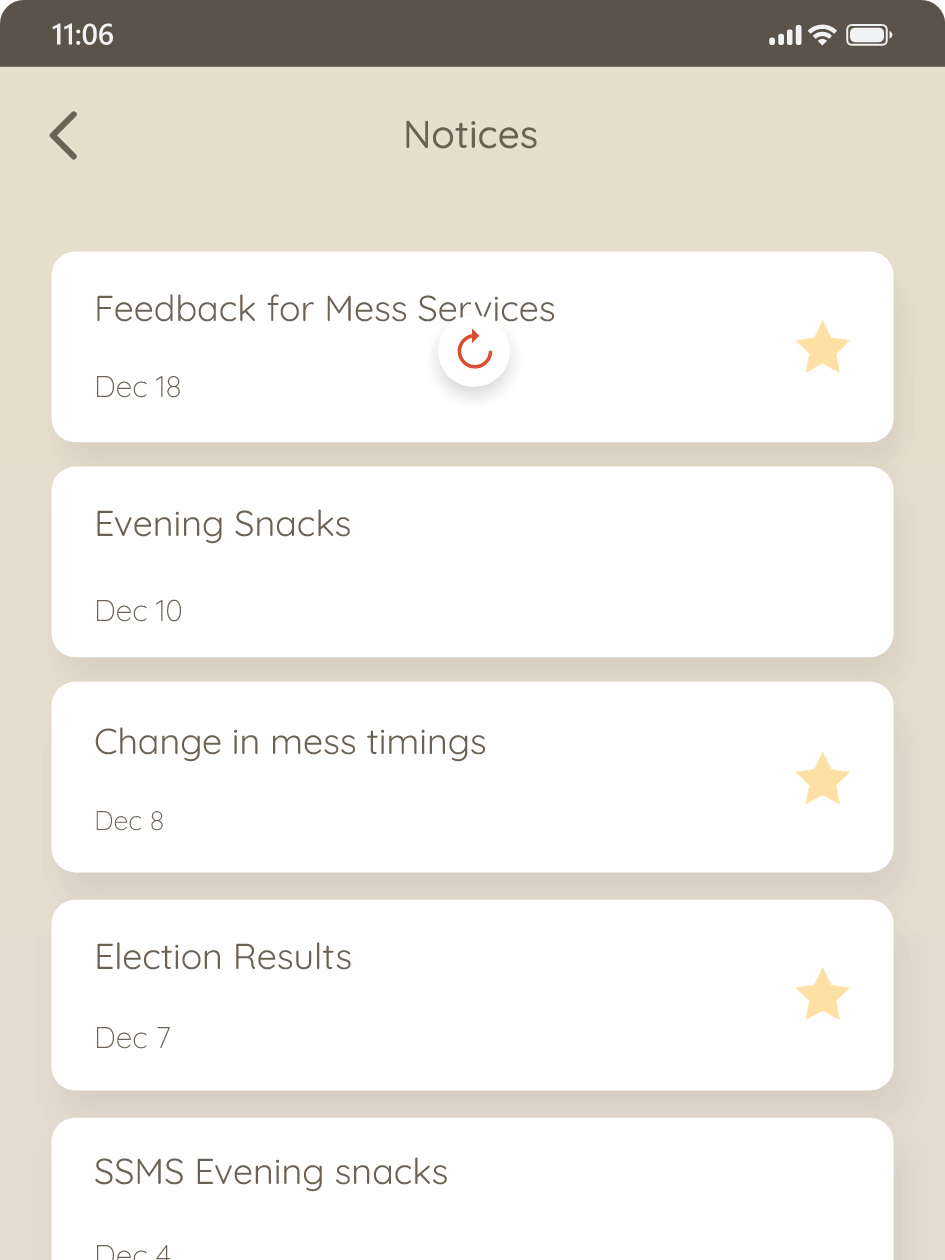 11:06
Notices
Feedback for Mess Services
Dec 18
Evening Snacks
Dec 10
Change in mess timings
Dec 8
Election Results
Dec 7
SSMS Evening snacks
Dec 4